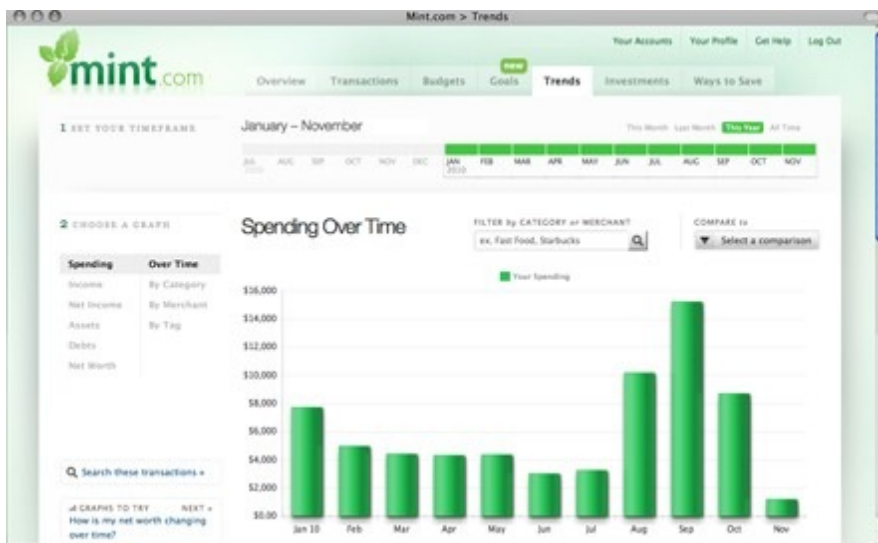 Mint.com > Trends
Your Accounts Your Profile Get Help Log Out
mint.com
new
Overview Transactions Budgets Goals Trends Investments Ways to Save
1 SET YOUR TIMEFRAME
January – November
This Month Last Month This Year All Time
JUL AUG SEP OCT NOV DEC JAN FEB MAR APR MAY JUN JUL AUG SEP OCT NOV
2010
2 CHOOSE A GRAPH
Spending Over Time
FILTER by CATEGORY or MERCHANT
ex. Fast Food, Starbucks
COMPARE to
Select a comparison
Spending Over Time
Income By Category
Net Income By Merchant
Assets By Tag
Debts
Net Worth
Your Spending
$16,000
$14,000
$12,000
$10,000
$8,000
$6,000
$4,000
$2,000
$0.00
Jan 10 Feb Mar Apr May Jun Jul Aug Sep Oct Nov
Search these transactions »
GRAPHS TO TRY NEXT »
How is my net worth changing
over time?